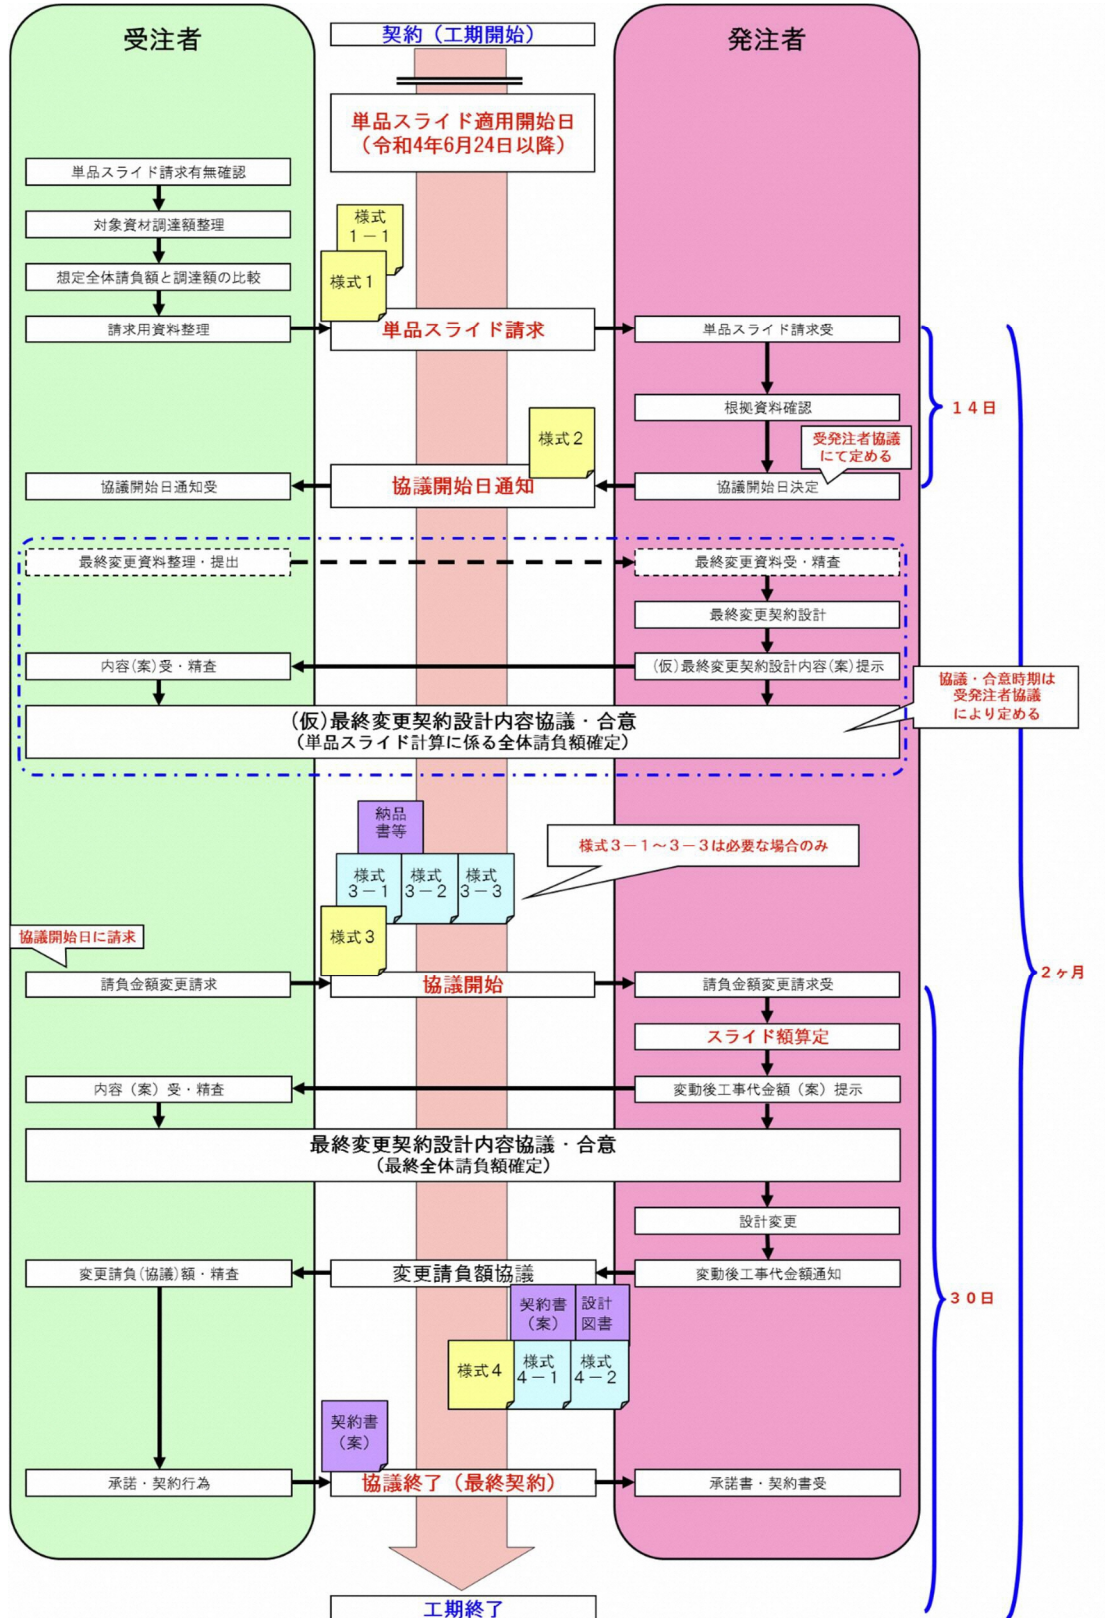 受注者
契約（工期開始）
発注者
単品スライド適用開始日
（令和4年6月24日以降）
単品スライド請求有無確認
対象資材調達額整理
想定全体請負額と調達額の比較
様式
１－１
様式１
請求用資料整理
単品スライド請求
単品スライド請求受
１４日
根拠資料確認
受発注者協議
にて定める
様式２
協議開始日通知受
協議開始日通知
協議開始日決定
最終変更資料整理・提出
最終変更資料受・精査
最終変更契約設計
内容(案)受・精査
(仮)最終変更契約設計内容(案)提示
協議・合意時期は
受発注者協議
により定める
(仮)最終変更契約設計内容協議・合意
(単品スライド計算に係る全体請負額確定)
納品
書等
様式３－１～３－３は必要な場合のみ
様式
３－１
様式
３－２
様式
３－３
様式３
協議開始日に請求
請負金額変更請求
協議開始
請負金額変更請求受
２ヶ月
スライド額算定
内容（案）受・精査
変動後工事代金額（案）提示
最終変更契約設計内容協議・合意
（最終全体請負額確定）
設計変更
変更請負(協議)額・精査
変更請負額協議
変動後工事代金額通知
３０日
契約書
（案）
設計
図書
様式４
様式
４－１
様式
４－２
契約書
（案）
承諾・契約行為
協議終了（最終契約）
承諾書・契約書受
工期終了